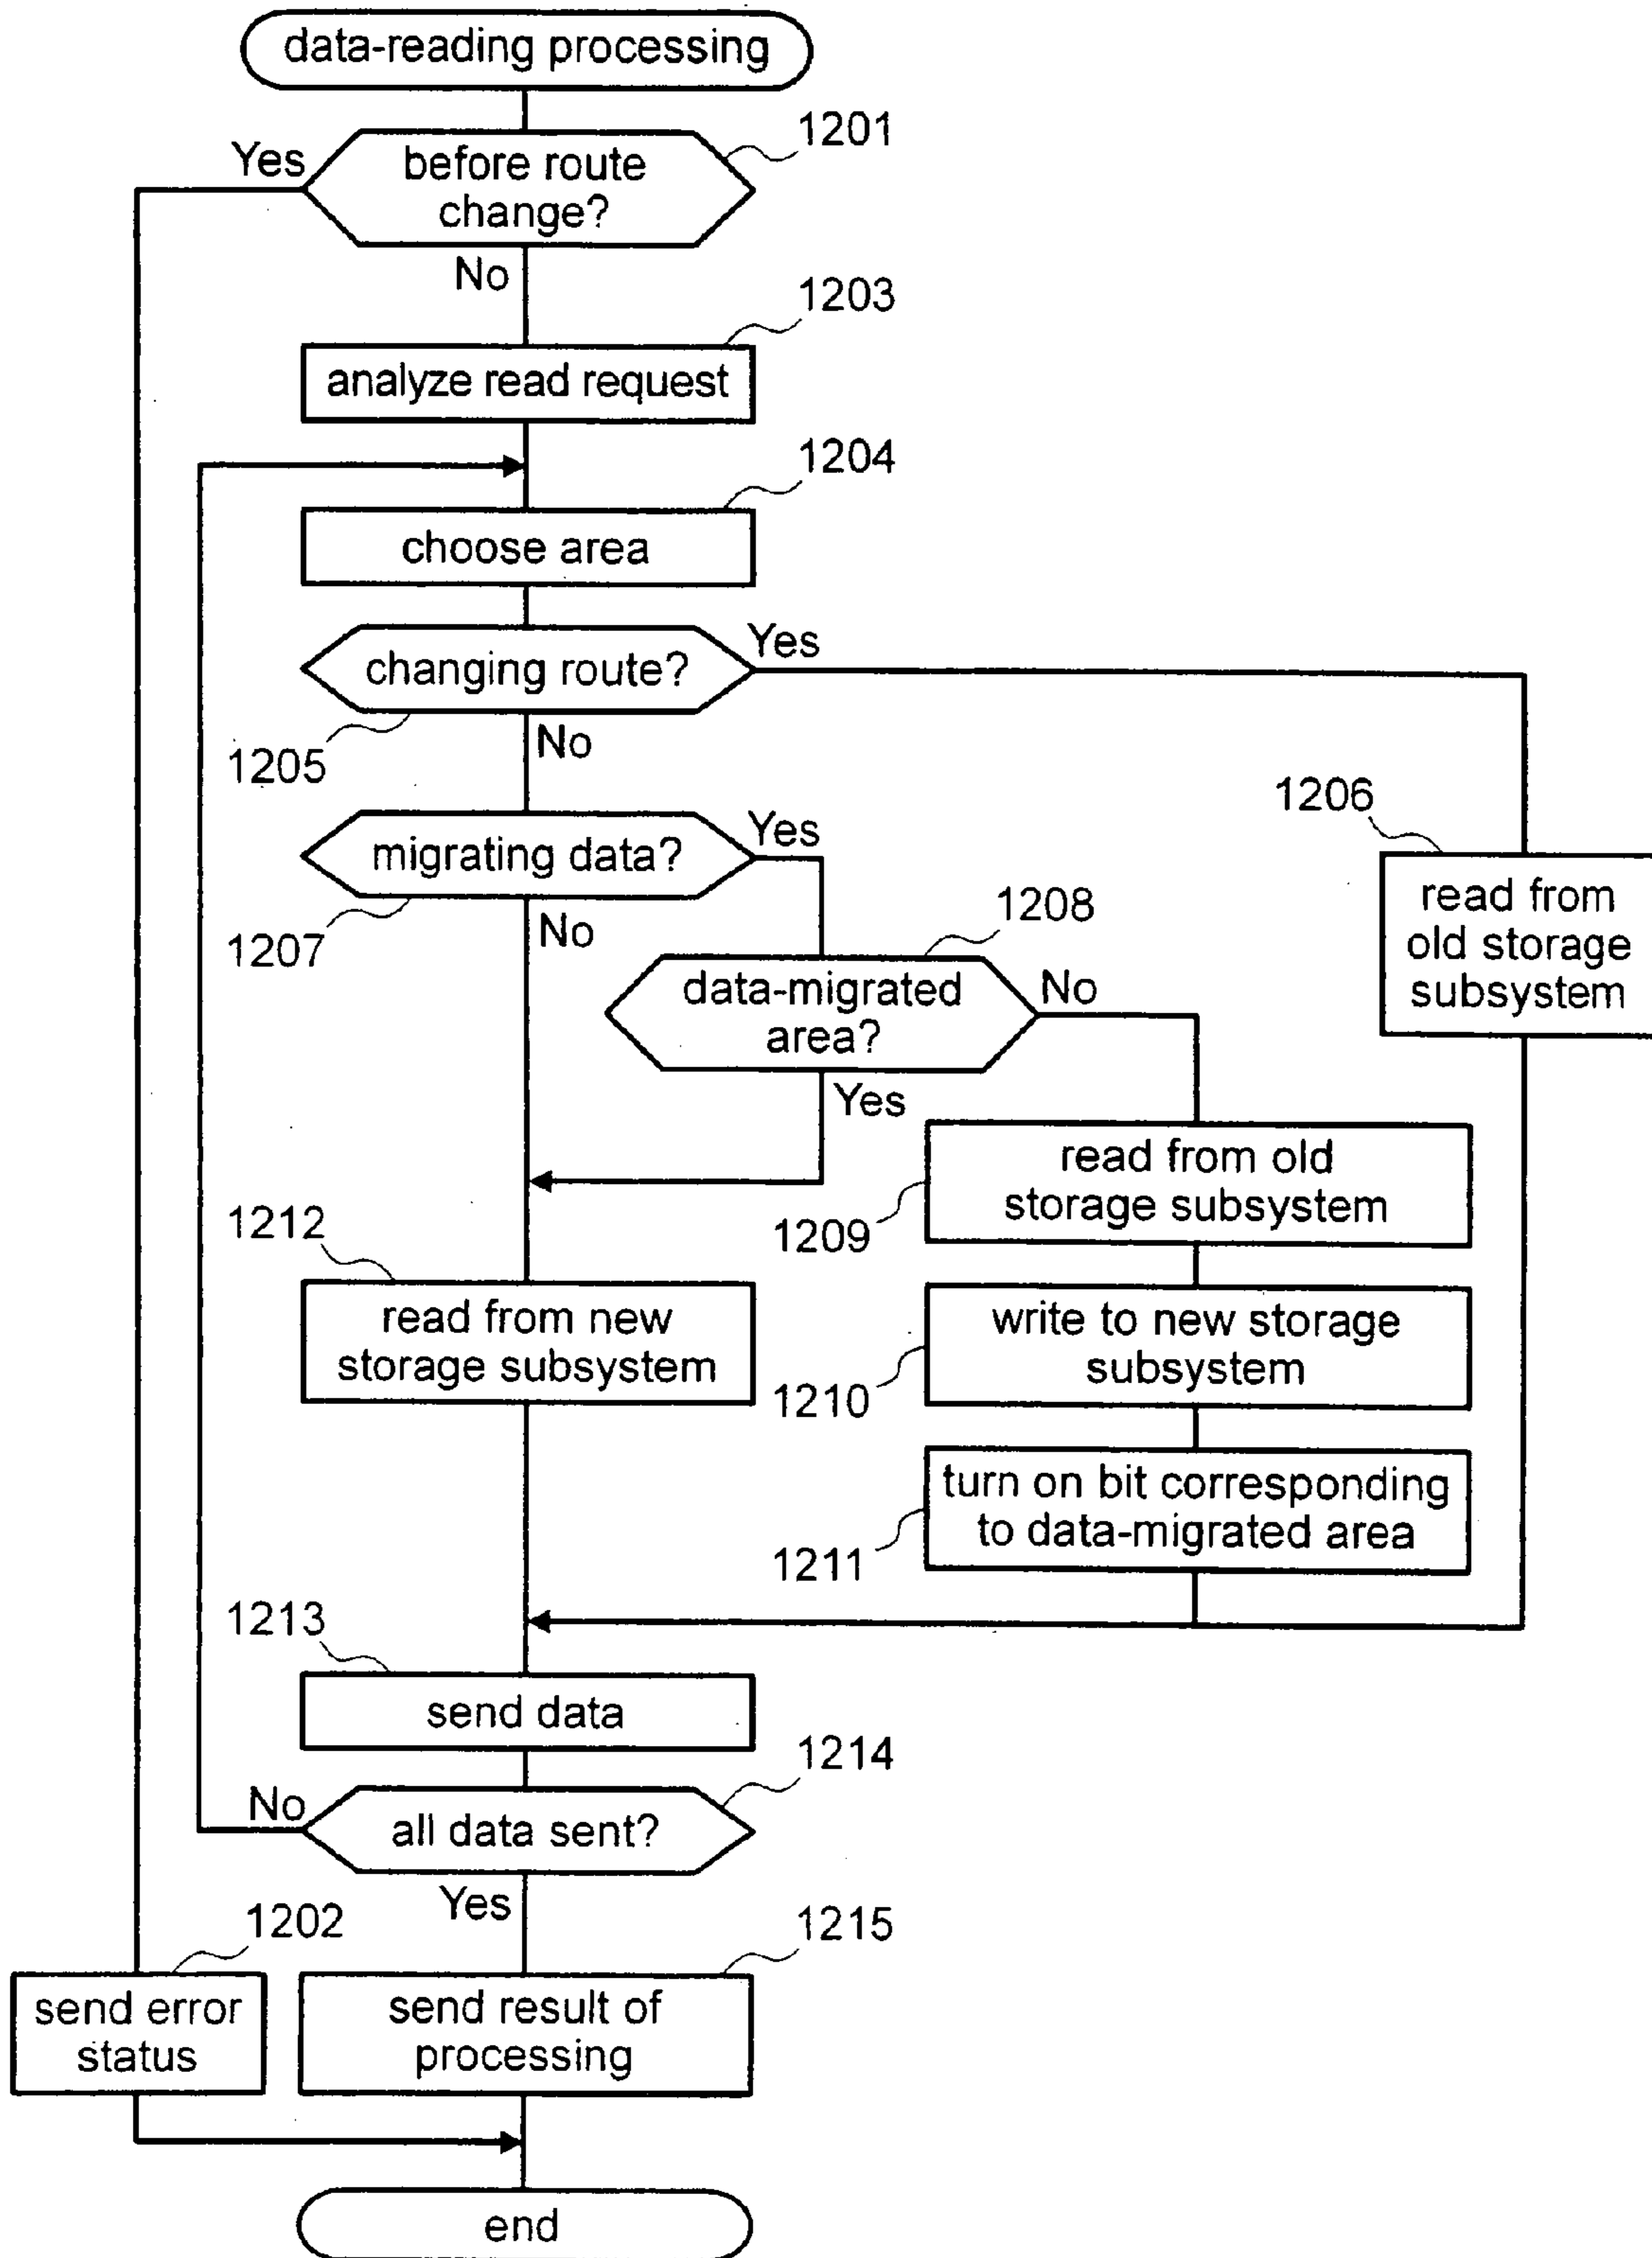 data-reading processing
1201
Yes
before route
change?
No
1203
analyze read request
1204
choose area
Yes
changing route?
1205
No
1206
Yes
migrating data?
1207
No
1208
read from
old storage
subsystem
data-migrated
area?
No
Yes
read from old
storage subsystem
1209
1212
read from new
storage subsystem
write to new storage
subsystem
1210
turn on bit corresponding
to data-migrated area
1211
1213
send data
1214
No
all data sent?
Yes
1202
1215
send error
status
send result of
processing
end